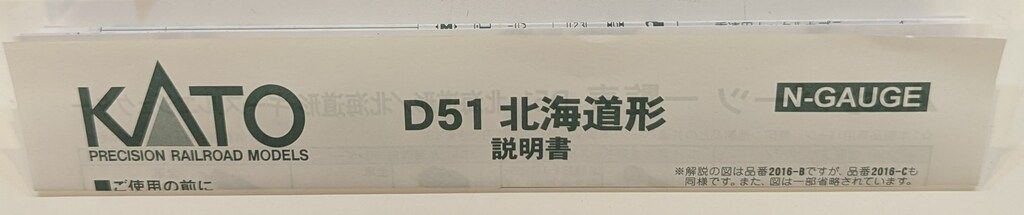 KATO
PRECISION RAILROAD MODELS
D51 北海道形
説明書
N-GAUGE
■ご使用の前に
※解説の図は品番2016-Bですが、品番2016-Cも
同様です。また、図は一部省略されています。